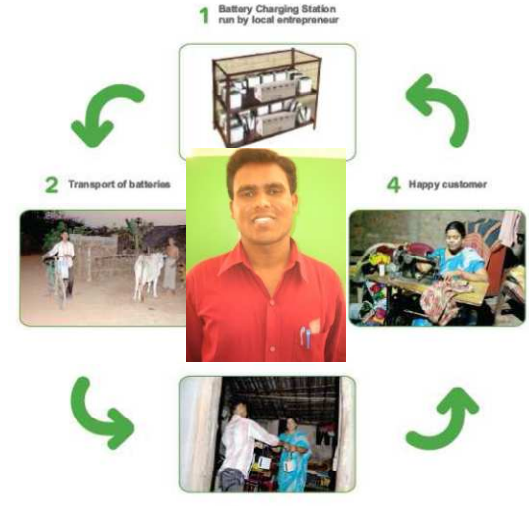 1 Battery Charging Station
run by local entrepreneur
2 Transport of batteries
4 Happy customer